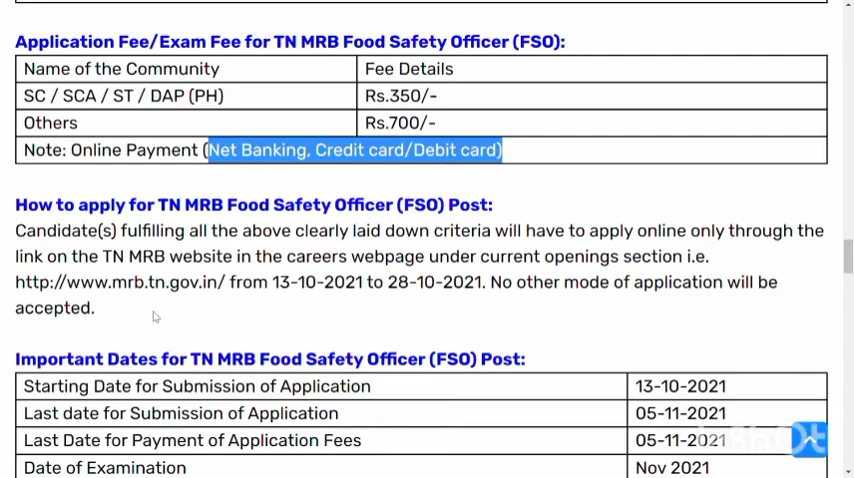 Application Fee/Exam Fee for TN MRB Food Safety Officer (FSO):
Name of the Community Fee Details
SC / SCA / ST / DAP (PH) Rs.350/-
Others Rs.700/-
Note: Online Payment (Net Banking, Credit card/Debit card)
How to apply for TN MRB Food Safety Officer (FSO) Post:
Candidate(s) fulfilling all the above clearly laid down criteria will have to apply online only through the
link on the TN MRB website in the careers webpage under current openings section i.e.
http://www.mrb.tn.gov.in/ from 13-10-2021 to 28-10-2021. No other mode of application will be
accepted.
Important Dates for TN MRB Food Safety Officer (FSO) Post:
Starting Date for Submission of Application 13-10-2021
Last date for Submission of Application 05-11-2021
Last Date for Payment of Application Fees 05-11-2021
Date of Examination Nov 2021